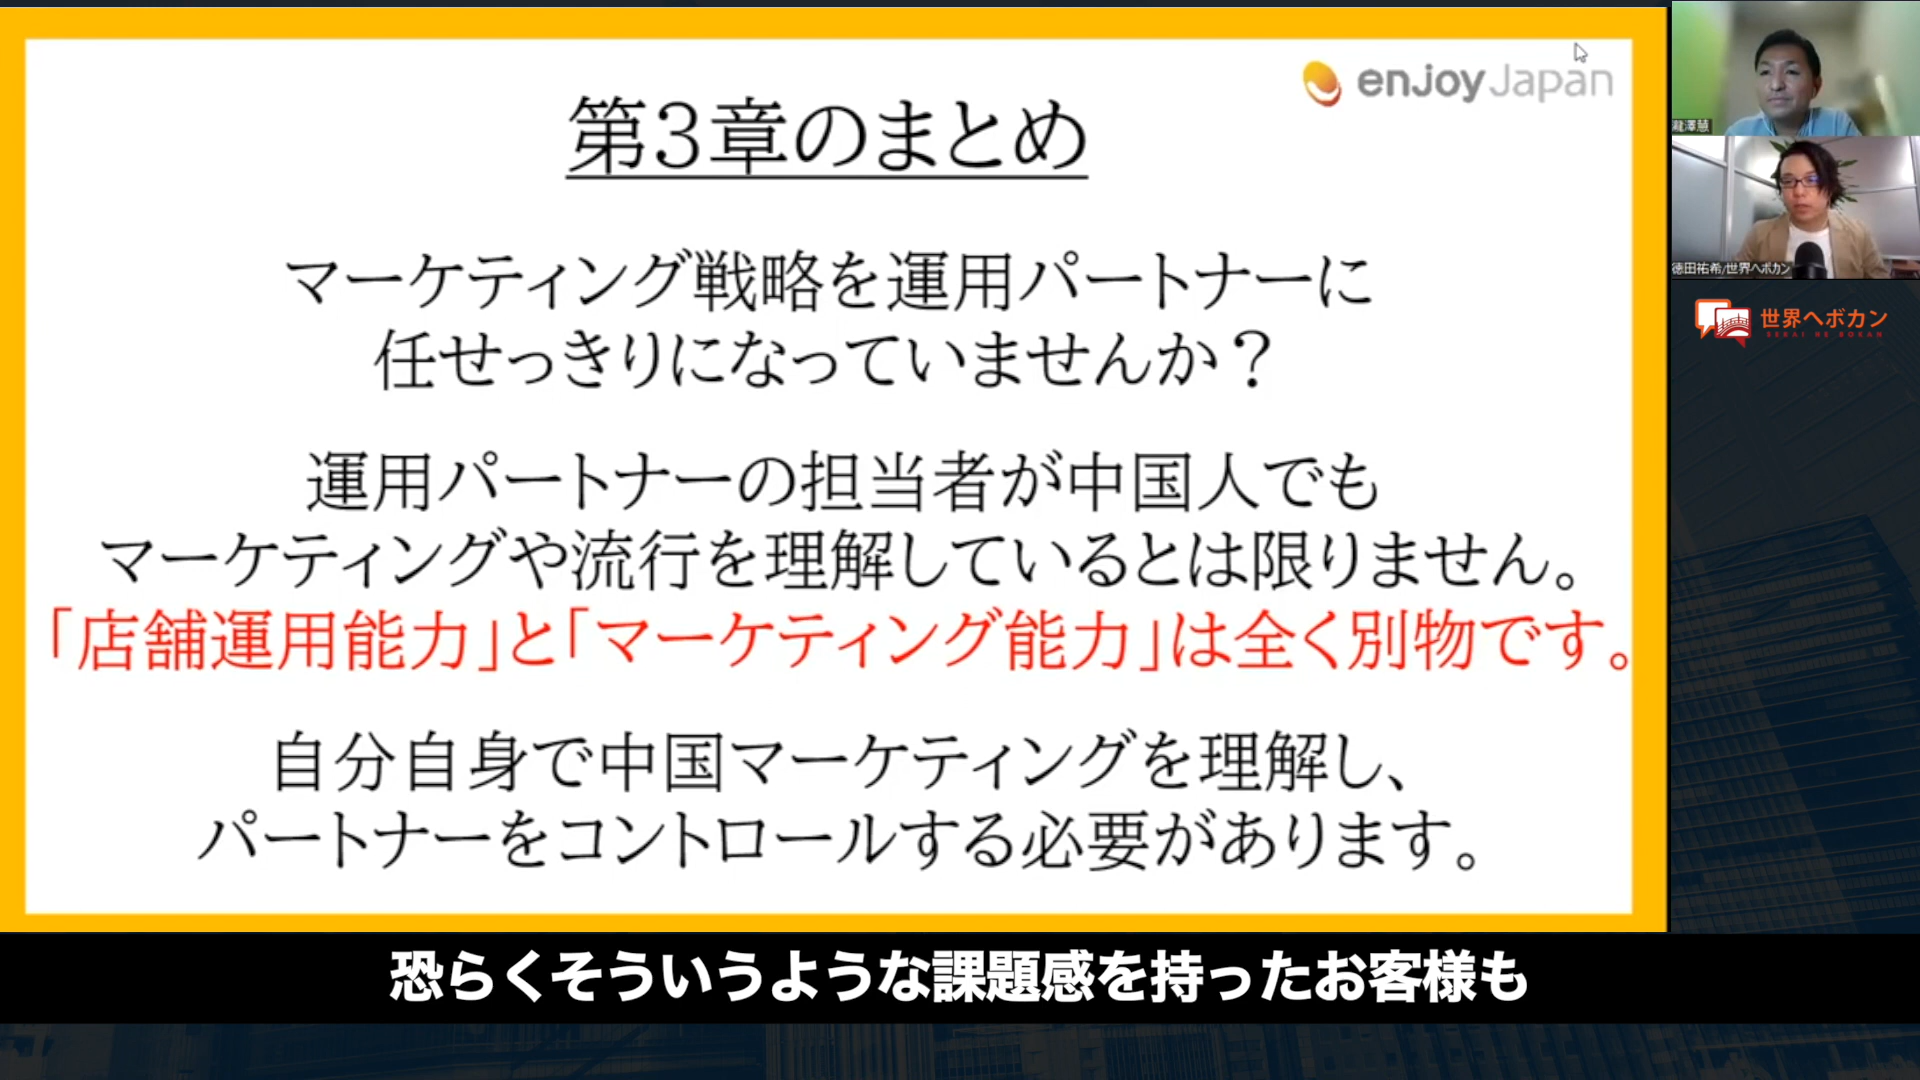 enjoyJapan
第３章のまとめ
マーケティング戦略を運用パートナーに
任せっきりになっていませんか？
運用パートナーの担当者が中国人でも
マーケティングや流行を理解しているとは限りません。
「店舗運用能力」と「マーケティング能力」は全く別物です。
自分自身で中国マーケティングを理解し、
パートナーをコントロールする必要があります。
瀧澤慧
徳田祐希/世界へボカン
世界へボカン
SEKAI HE BOKAN
恐らくそういうような課題感を持ったお客様も